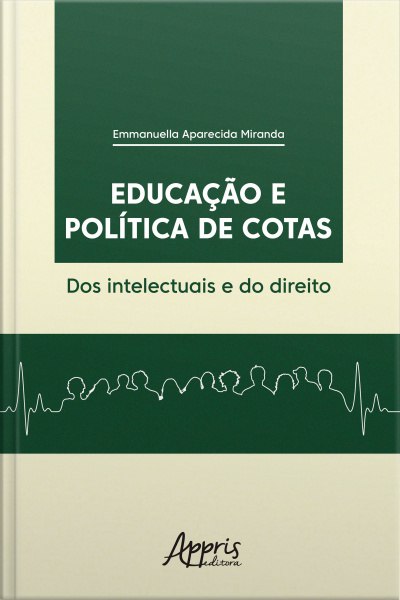 Emmanuella Aparecida Miranda
EDUCAÇÃO E
POLÍTICA DE COTAS
Dos intelectuais e do direito
Appris
editora